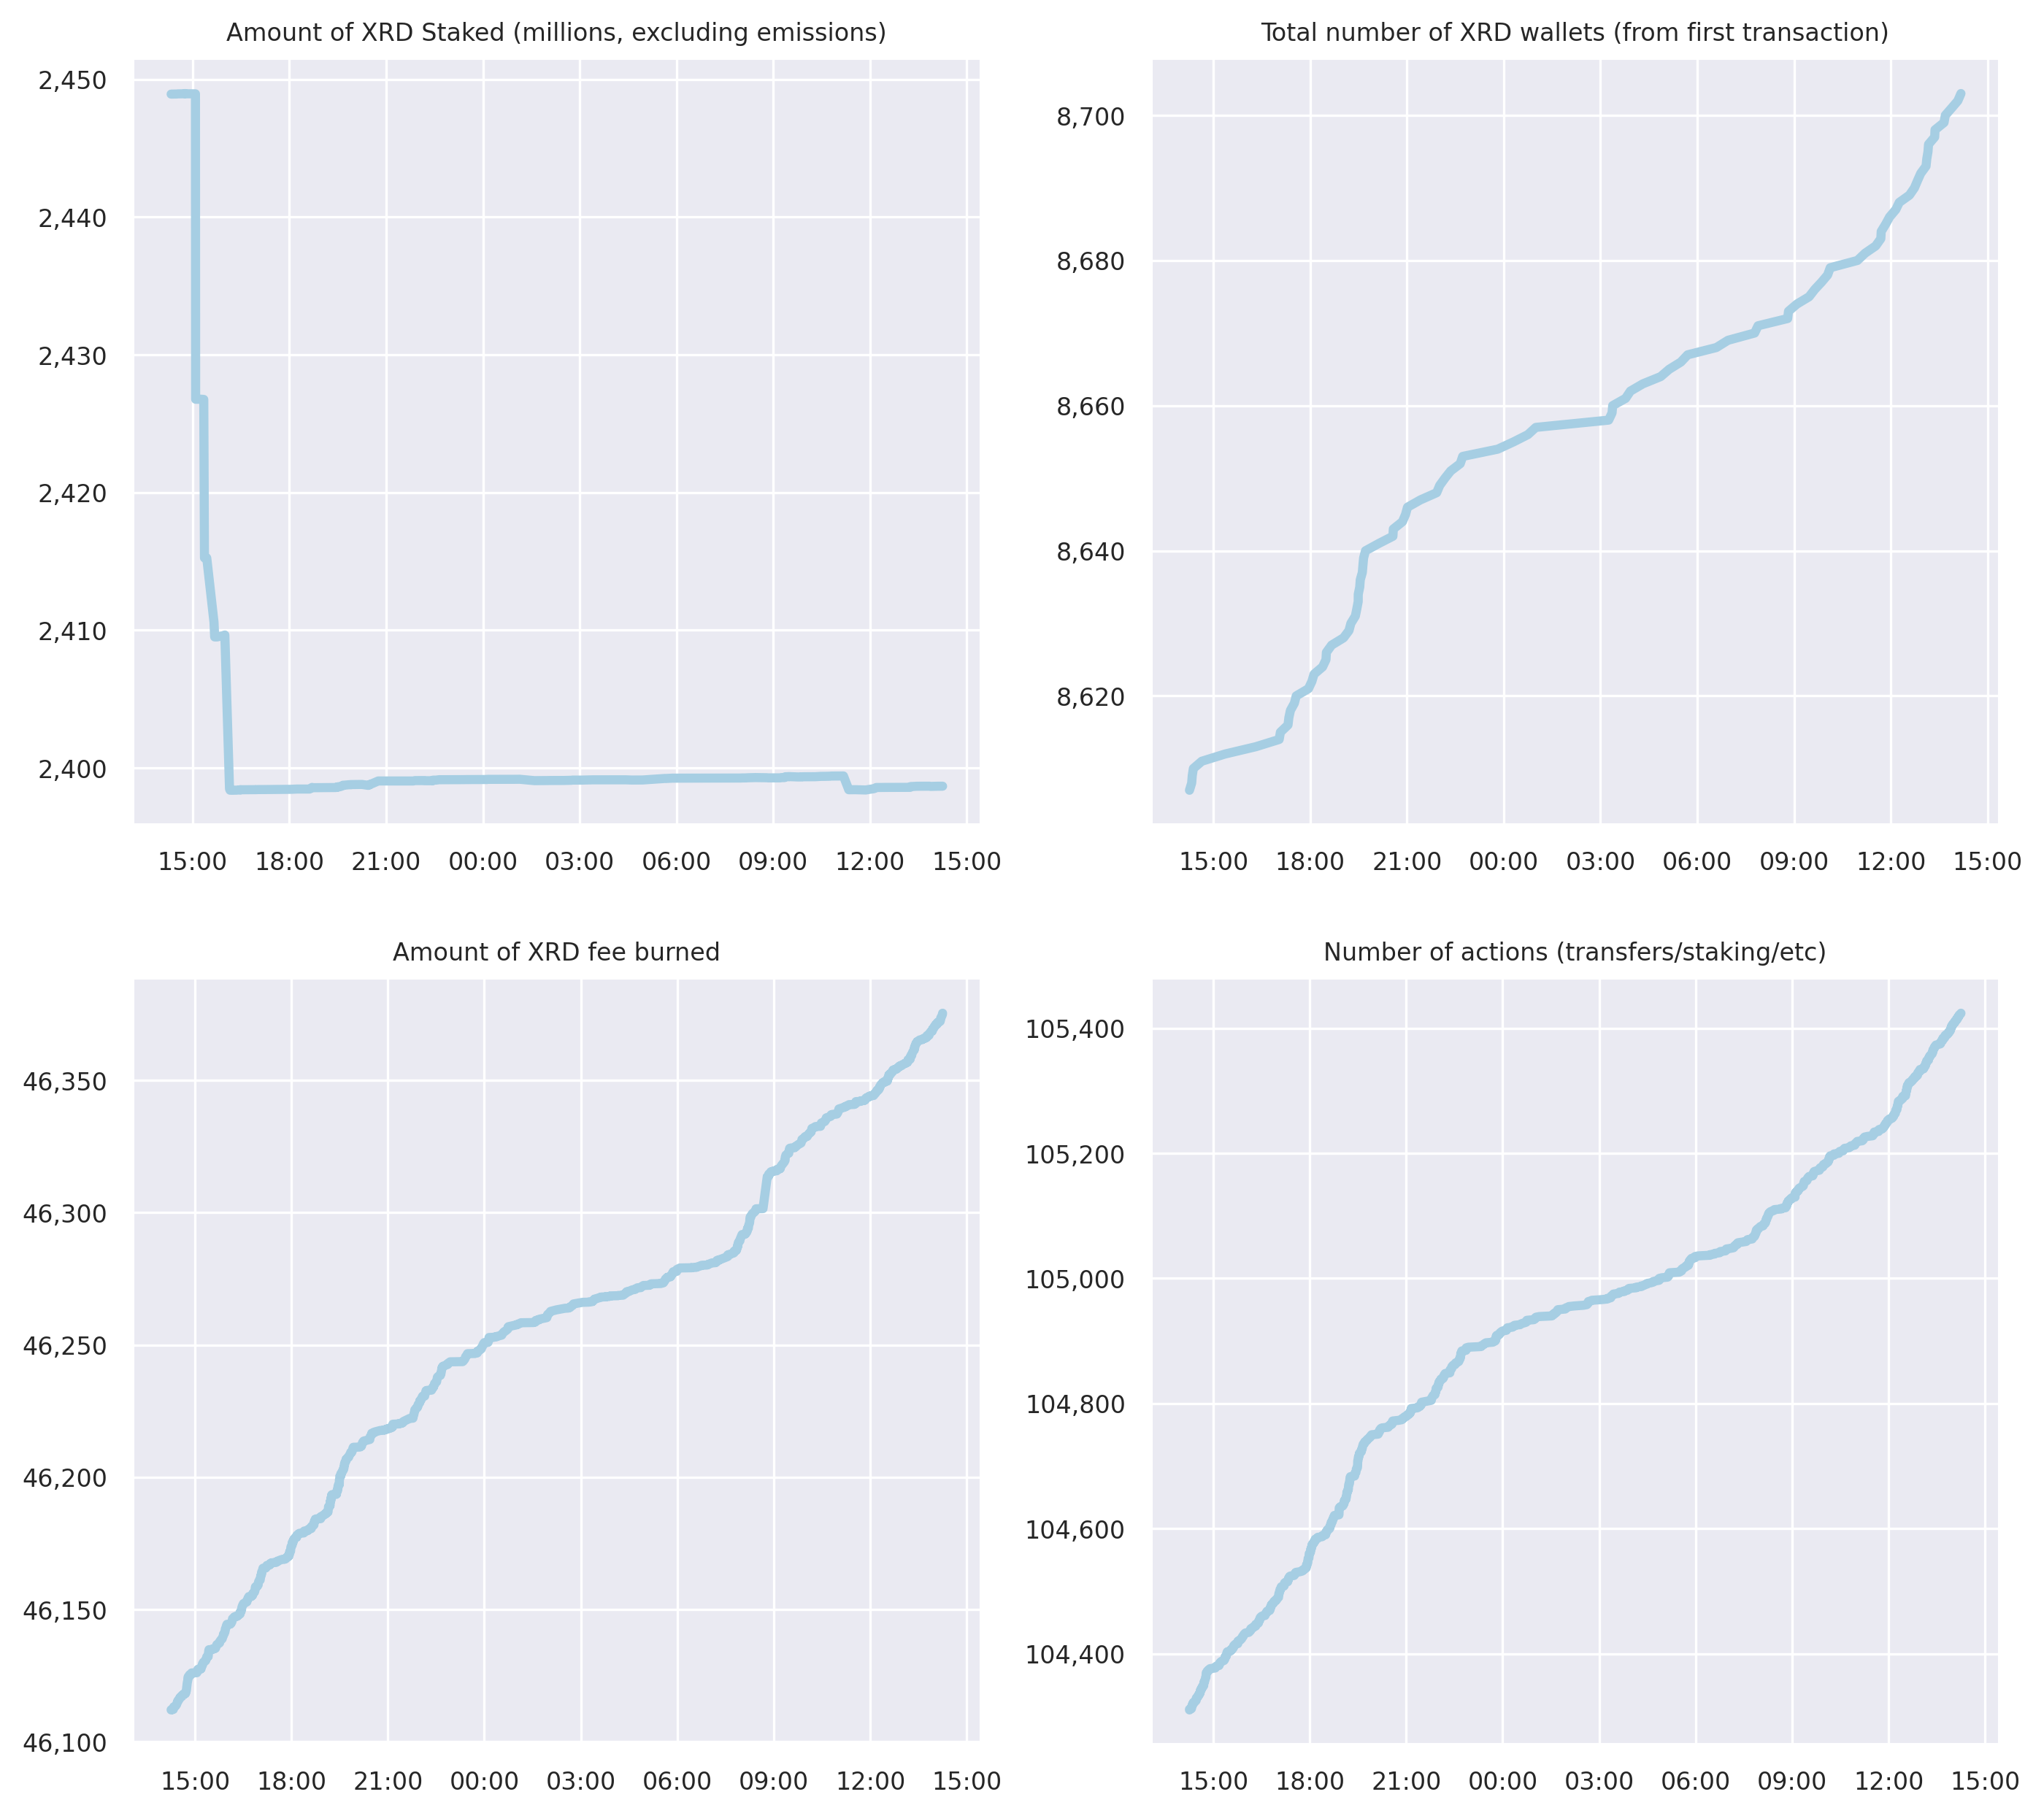 Amount of XRD Staked (millions, excluding emissions)
2,450
2,440
2,430
2,420
2,410
2,400
15:00 18:00 21:00 00:00 03:00 06:00 09:00 12:00 15:00
Total number of XRD wallets (from first transaction)
8,700
8,680
8,660
8,640
8,620
15:00 18:00 21:00 00:00 03:00 06:00 09:00 12:00 15:00
Amount of XRD fee burned
46,350
46,300
46,250
46,200
46,150
46,100
15:00 18:00 21:00 00:00 03:00 06:00 09:00 12:00 15:00
Number of actions (transfers/staking/etc)
105,400
105,200
105,000
104,800
104,600
104,400
15:00 18:00 21:00 00:00 03:00 06:00 09:00 12:00 15:00